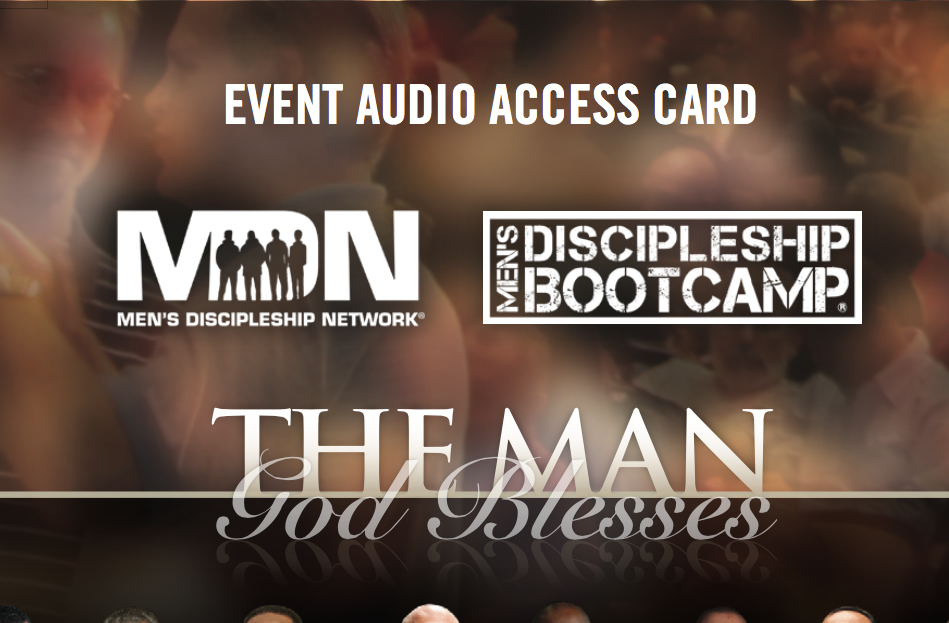 EVENT AUDIO ACCESS CARD
MDN
MEN'S DISCIPLESHIP NETWORK®
MEN'S
DISCIPLESHIP
BOOTCAMP®
THE MAN
God Blesses